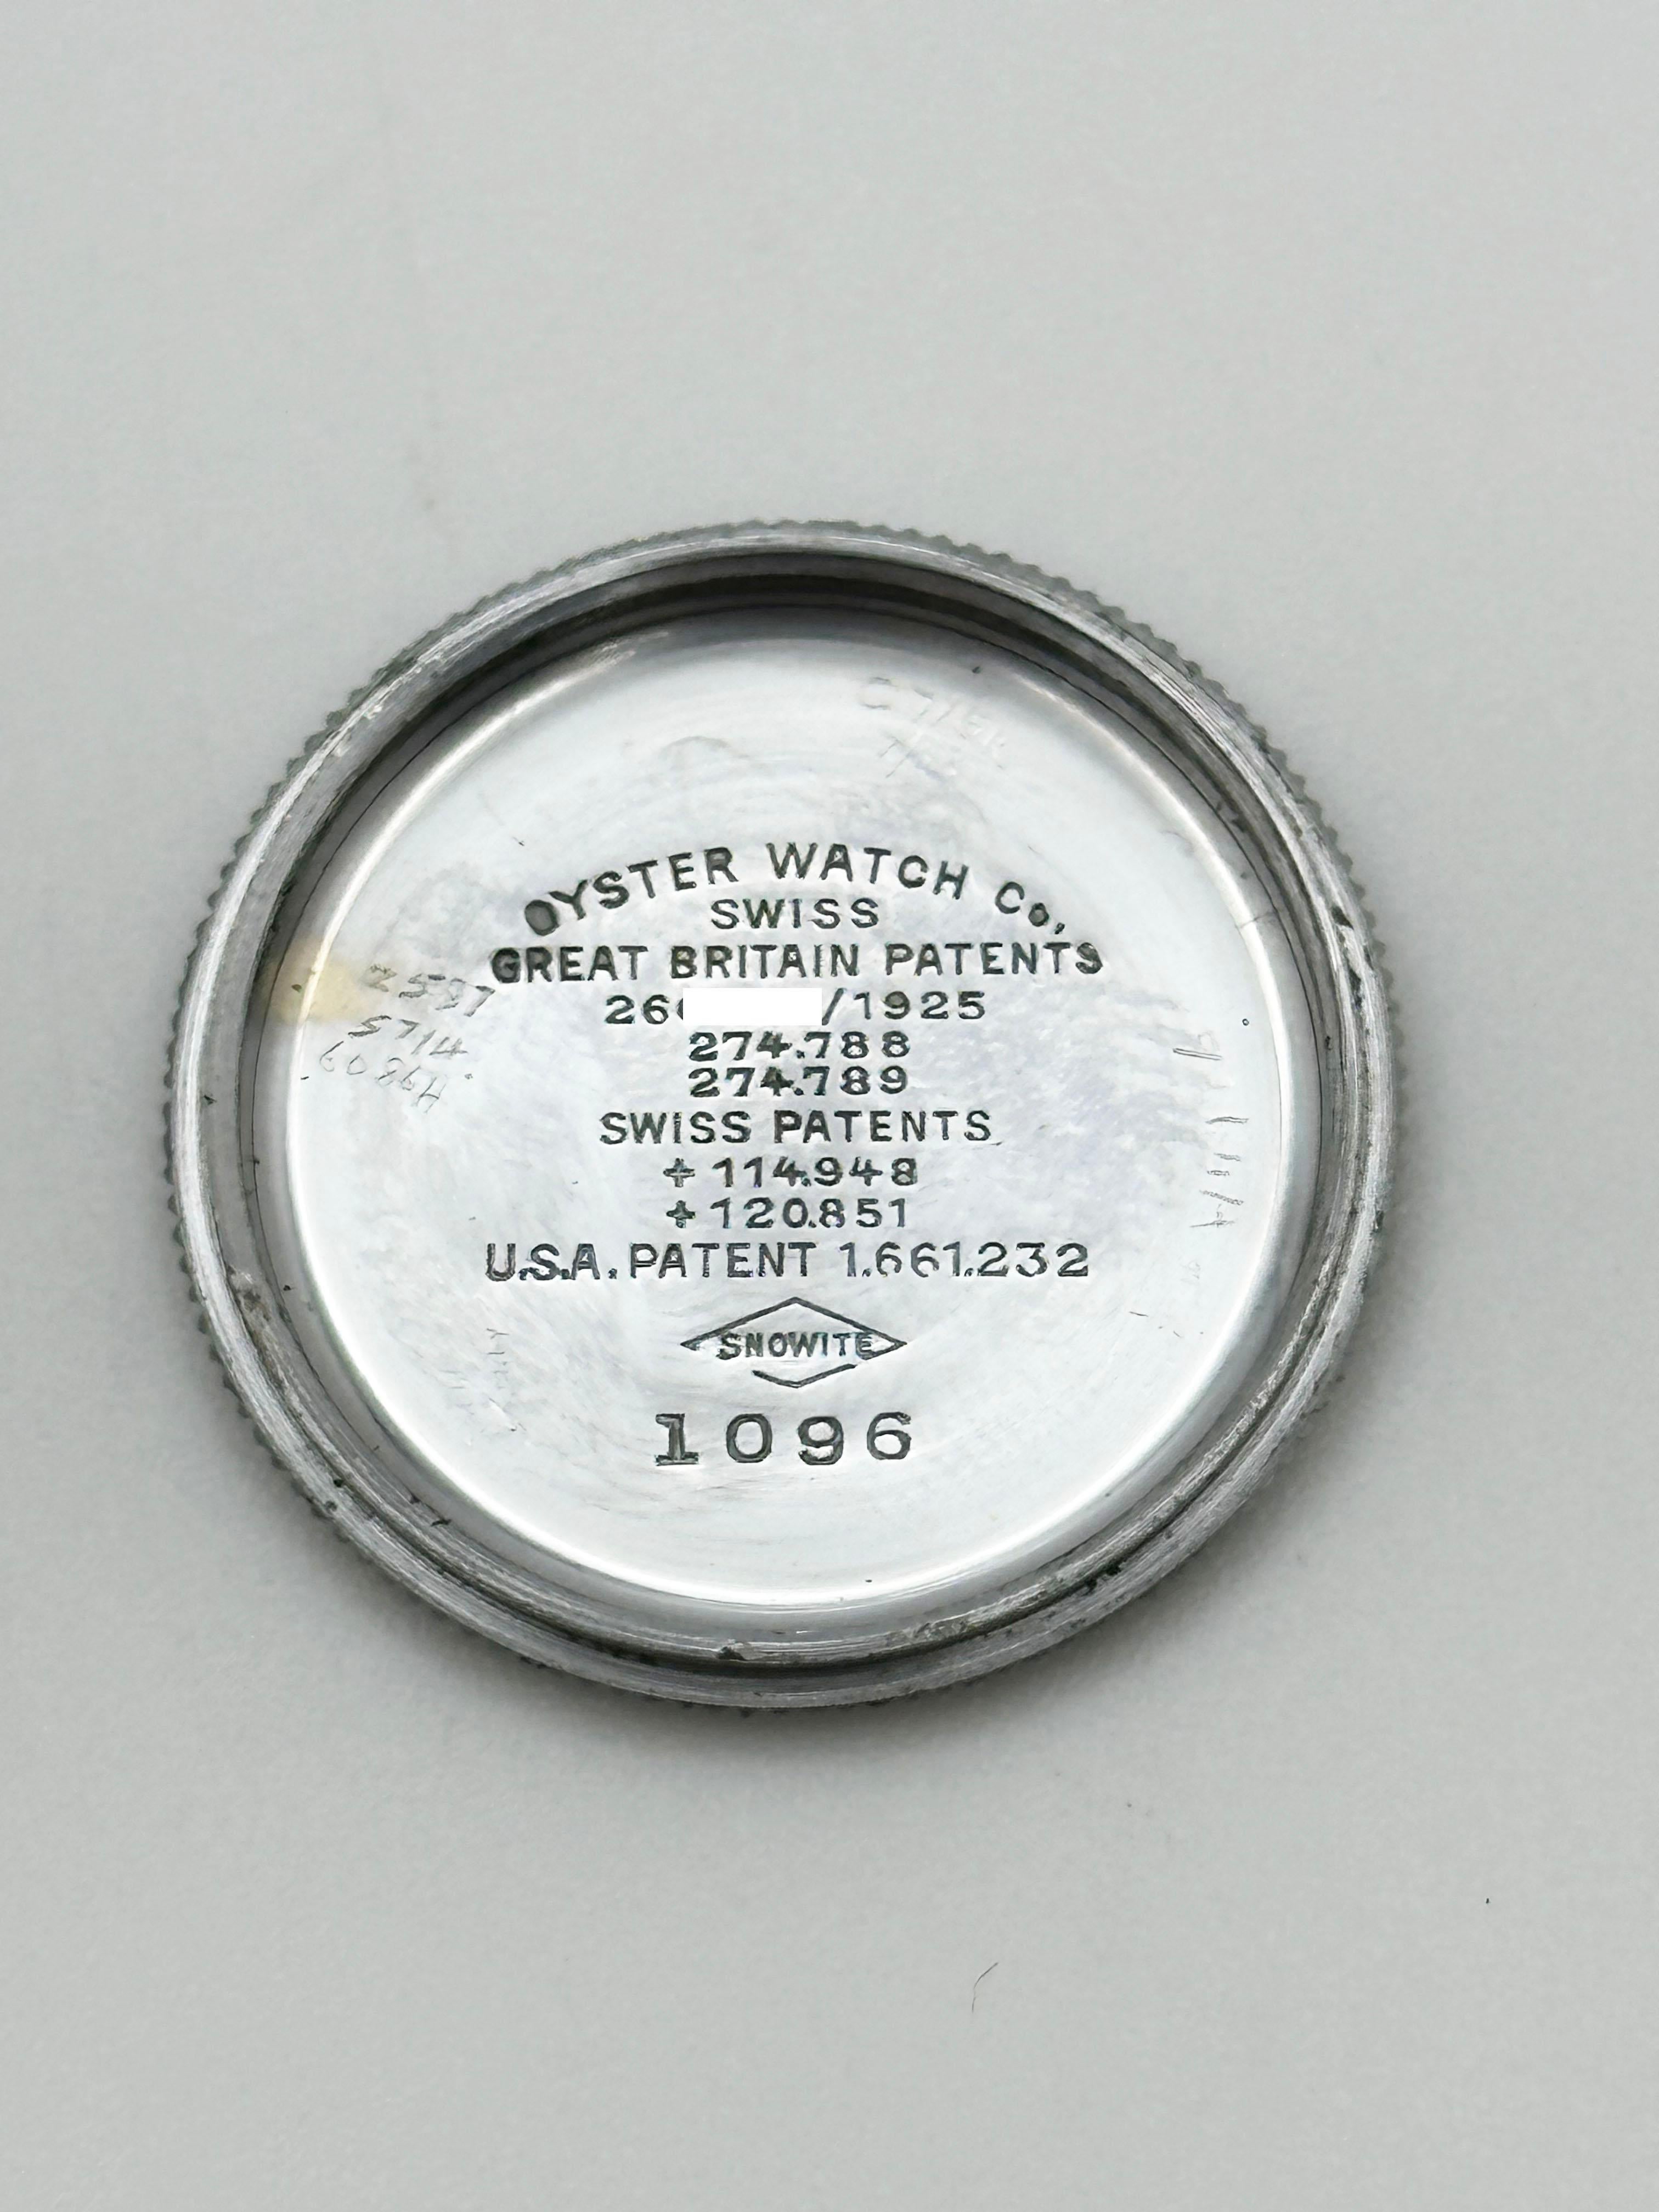 OYSTER WATCH Co,
SWISS
GREAT BRITAIN PATENTS
/1925
274.788
274.789
SWISS PATENTS
+ 114.948
+ 120.851
U.S.A. PATENT 1.661.232
SNOWITE
1096
5714